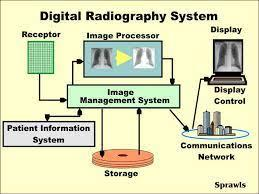 Digital Radiography System
Receptor
Image Processor
Display
Image
Management System
Display
Control
Patient Information
System
Communications
Network
Storage
Sprawls